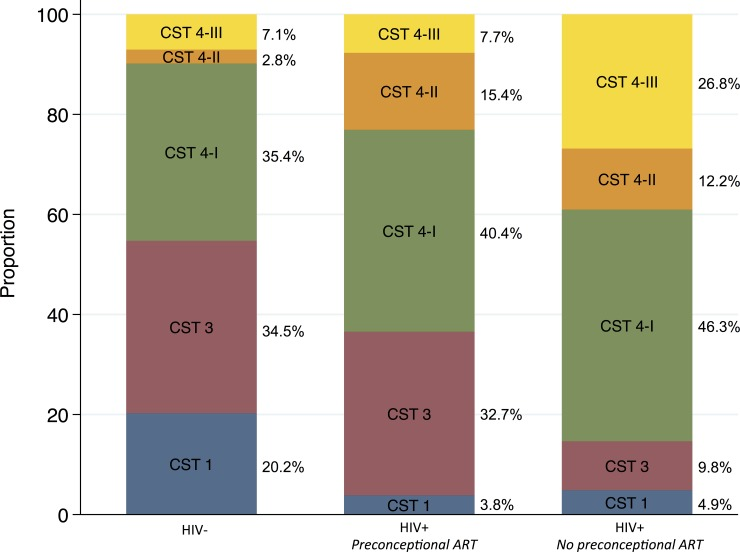 Proportion
100
80
60
40
20
0
CST 4-III 7.1%
CST 4-II 2.8%
CST 4-I 35.4%
CST 3 34.5%
CST 1 20.2%
CST 4-III 7.7%
CST 4-II 15.4%
CST 4-I 40.4%
CST 3 32.7%
CST 1 3.8%
CST 4-III 26.8%
CST 4-II 12.2%
CST 4-I 46.3%
CST 3 9.8%
CST 1 4.9%
HIV-
HIV+
Preconceptional ART
HIV+
No preconceptional ART